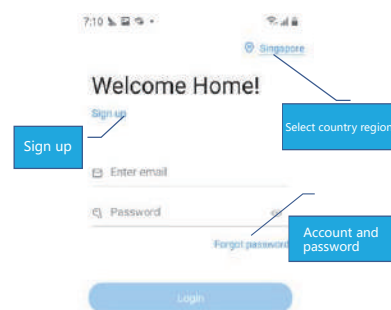 7:10
Singapore
Welcome Home!
Sign up
Select country region
Sign up
Enter email
Password
Account and
password
Forgot password
Login